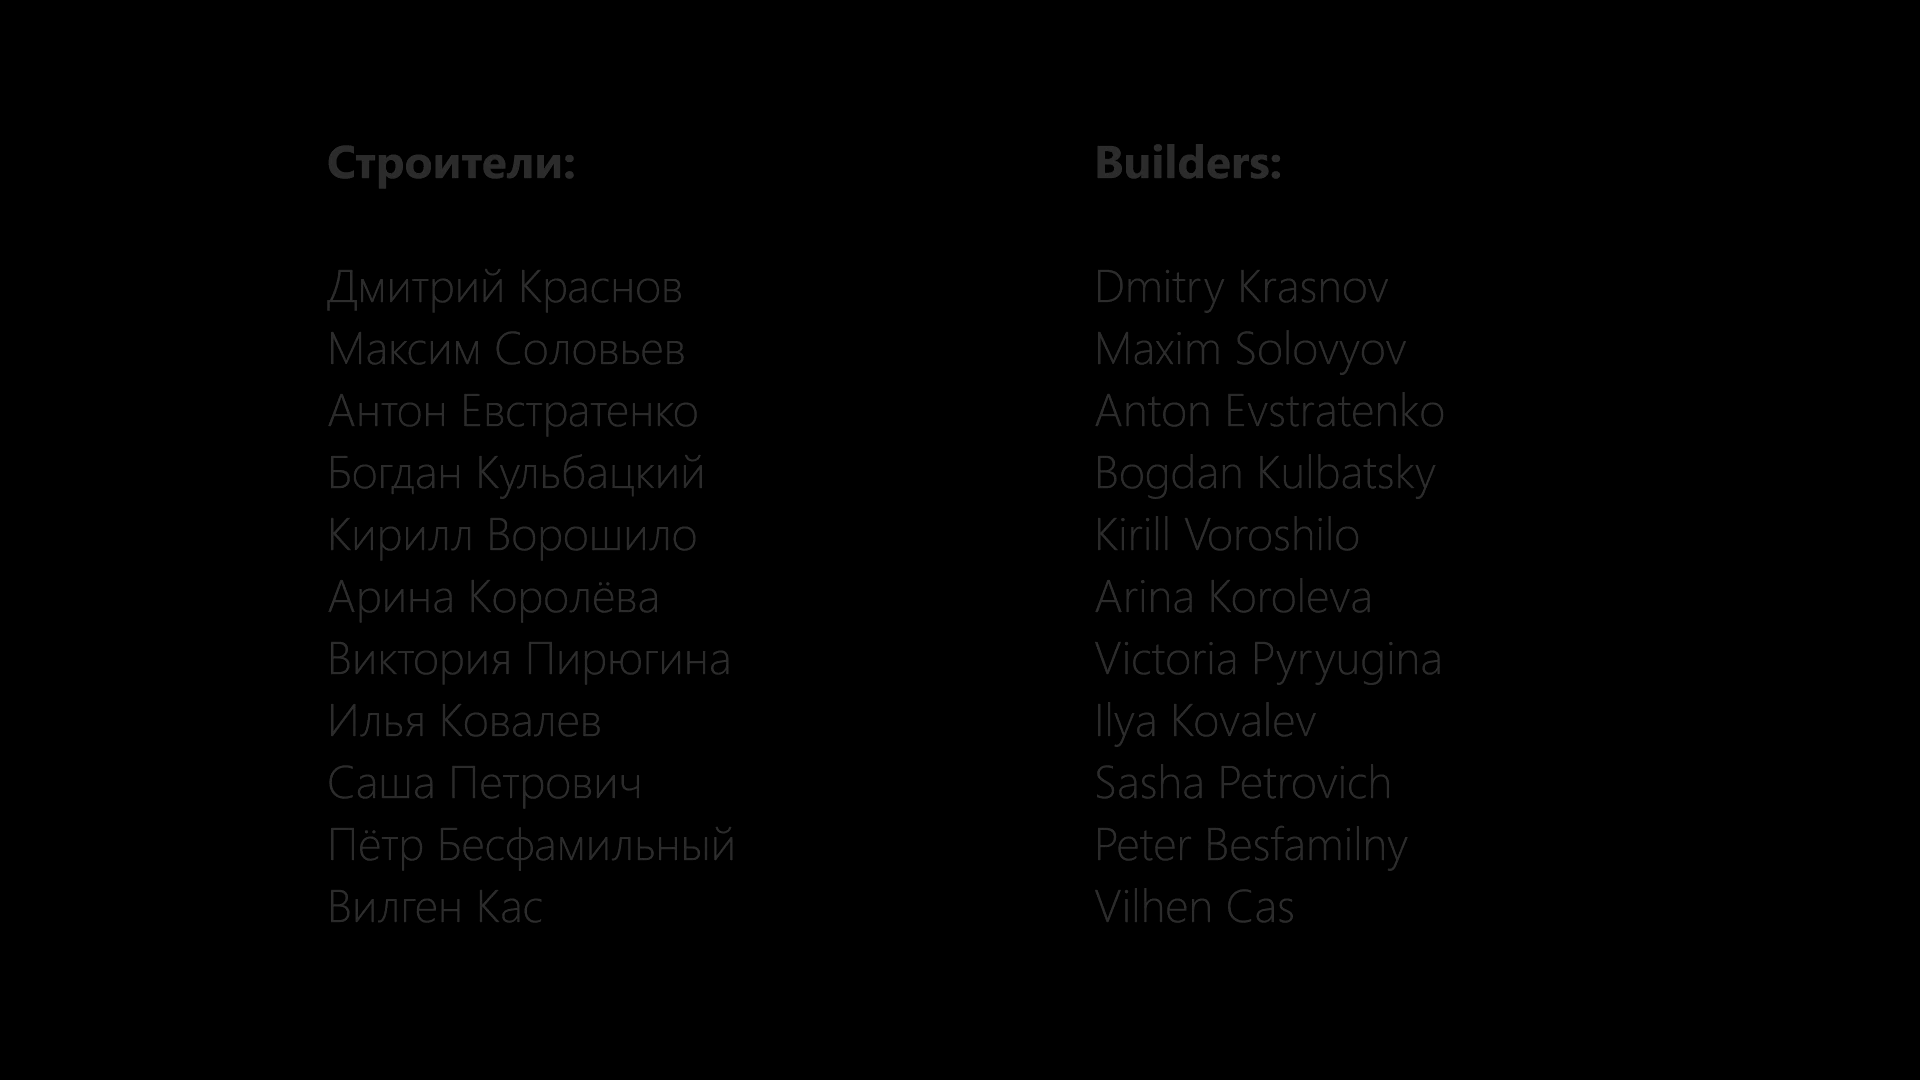 Строители:
Дмитрий Краснов
Максим Соловьев
Антон Евстратенко
Богдан Кульбацкий
Кирилл Ворошило
Арина Королёва
Виктория Пирюгина
Илья Ковалев
Саша Петрович
Пётр Бесфамильный
Вилген Кас
Builders:
Dmitry Krasnov
Maxim Solovyov
Anton Evstratenko
Bogdan Kulbatsky
Kirill Voroshilo
Arina Koroleva
Victoria Pyryugina
Ilya Kovalev
Sasha Petrovich
Peter Besfamilny
Vilhen Cas